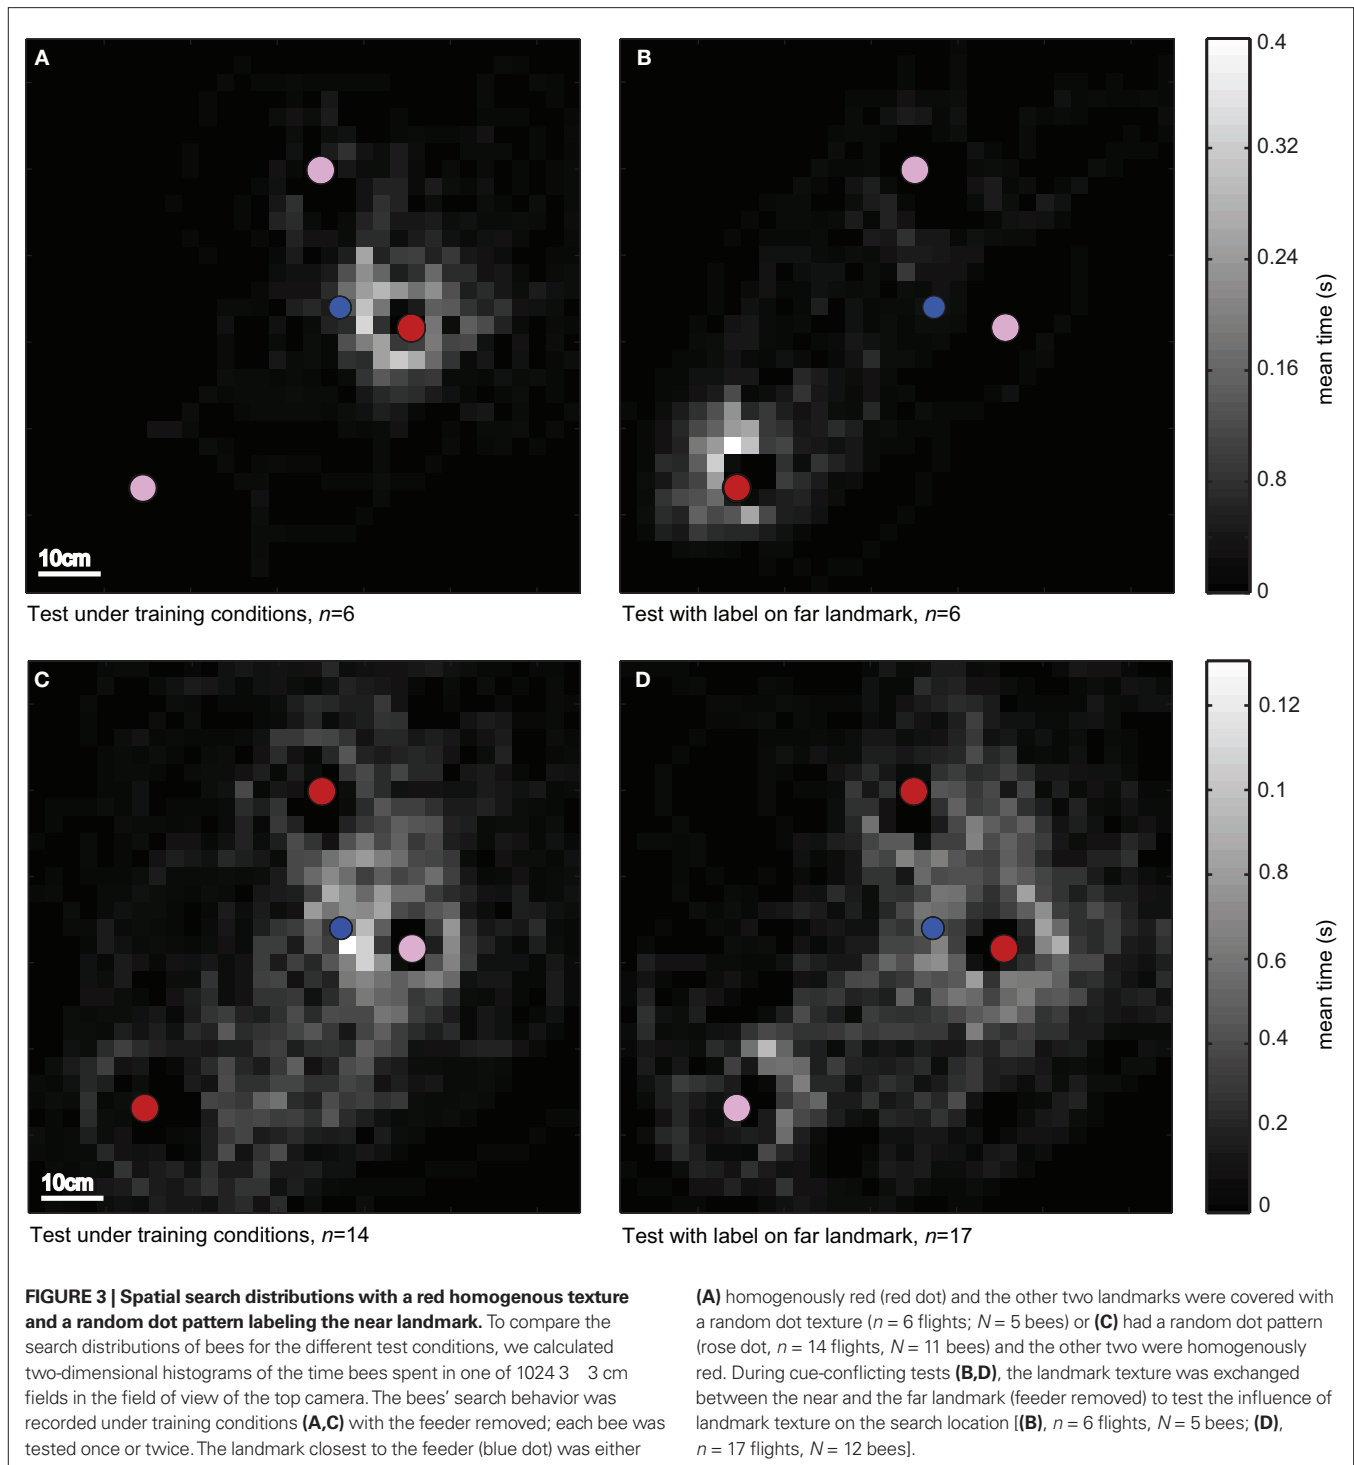 A
B
0.4
0.32
0.24
0.16
0.8
0
mean time (s)
10cm
Test under training conditions, n=6
Test with label on far landmark, n=6
C
D
0.12
0.1
0.8
0.6
0.4
0.2
0
mean time (s)
10cm
Test under training conditions, n=14
Test with label on far landmark, n=17
FIGURE 3 | Spatial search distributions with a red homogenous texture
and a random dot pattern labeling the near landmark. To compare the
search distributions of bees for the different test conditions, we calculated
two-dimensional histograms of the time bees spent in one of 1024 3 3 cm
fields in the field of view of the top camera. The bees' search behavior was
recorded under training conditions (A,C) with the feeder removed; each bee was
tested once or twice. The landmark closest to the feeder (blue dot) was either
(A) homogenously red (red dot) and the other two landmarks were covered with
a random dot texture (n = 6 flights; N = 5 bees) or (C) had a random dot pattern
(rose dot, n = 14 flights, N = 11 bees) and the other two were homogenously
red. During cue-conflicting tests (B,D), the landmark texture was exchanged
between the near and the far landmark (feeder removed) to test the influence of
landmark texture on the search location [(B), n = 6 flights, N = 5 bees; (D),
n = 17 flights, N = 12 bees].